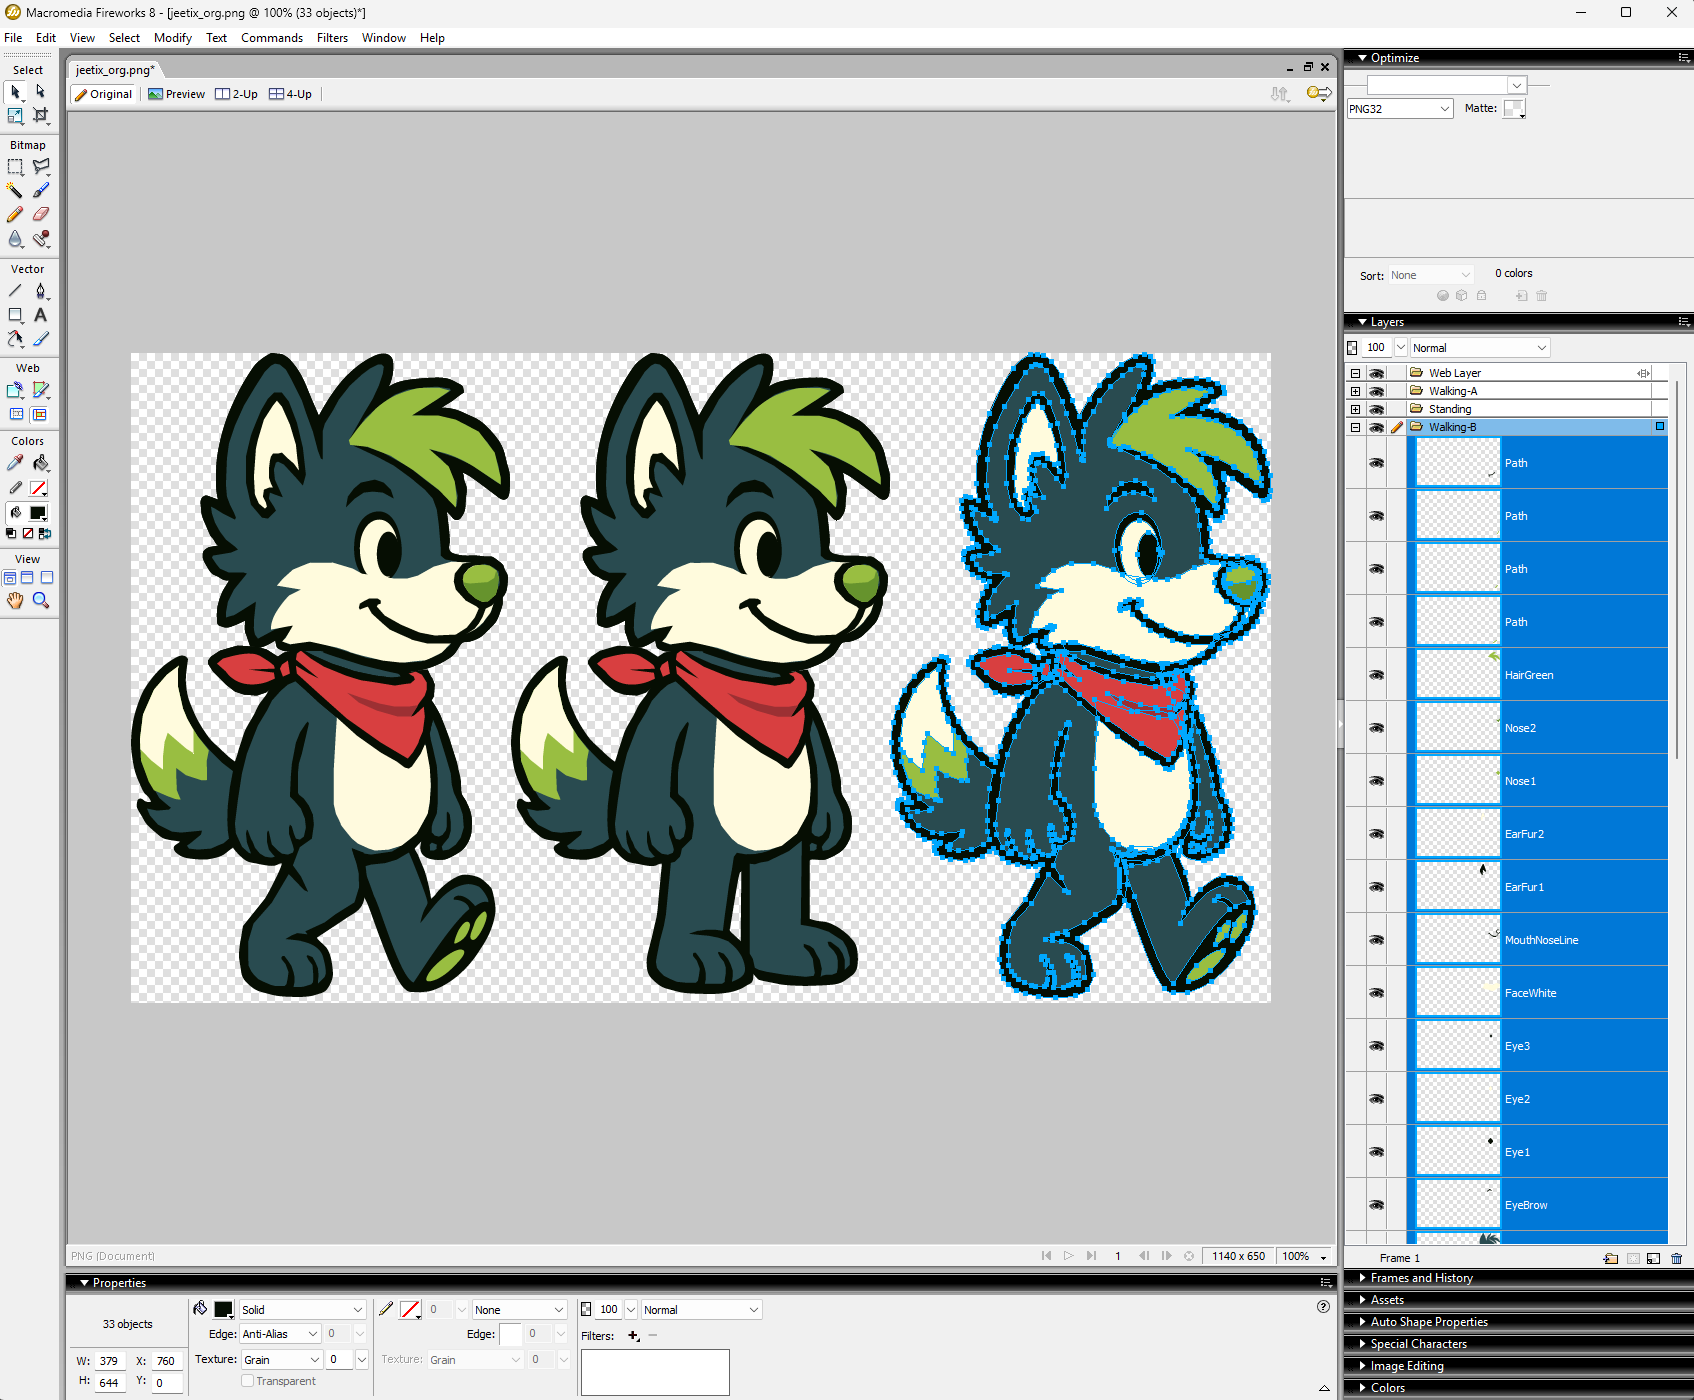 Macromedia Fireworks 8 - [jeetix_org.png @ 100% (33 objects)*]
File Edit View Select Modify Text Commands Filters Window Help
Select
Bitmap
Vector
Web
Colors
View
jeetix_org.png*
Original Preview 2-Up 4-Up
PNG (Document)
1 1140 x 650 100%
Properties
33 objects
W: 379 X: 760
H: 644 Y: 0
Solid
Edge: Anti-Alias 0
Texture: Grain 0
Transparent
0 None
Edge: 0
Texture: Grain 0
100 Normal
Filters:
Optimize
PNG32 Matte:
Sort: None 0 colors
Layers
100 Normal
Web Layer
Walking-A
Standing
Walking-B
Path
Path
Path
Path
HairGreen
Nose2
Nose1
EarFur2
EarFur1
MouthNoseLine
FaceWhite
Eye3
Eye2
Eye1
EyeBrow
Frame 1
Frames and History
Assets
Auto Shape Properties
Special Characters
Image Editing
Colors